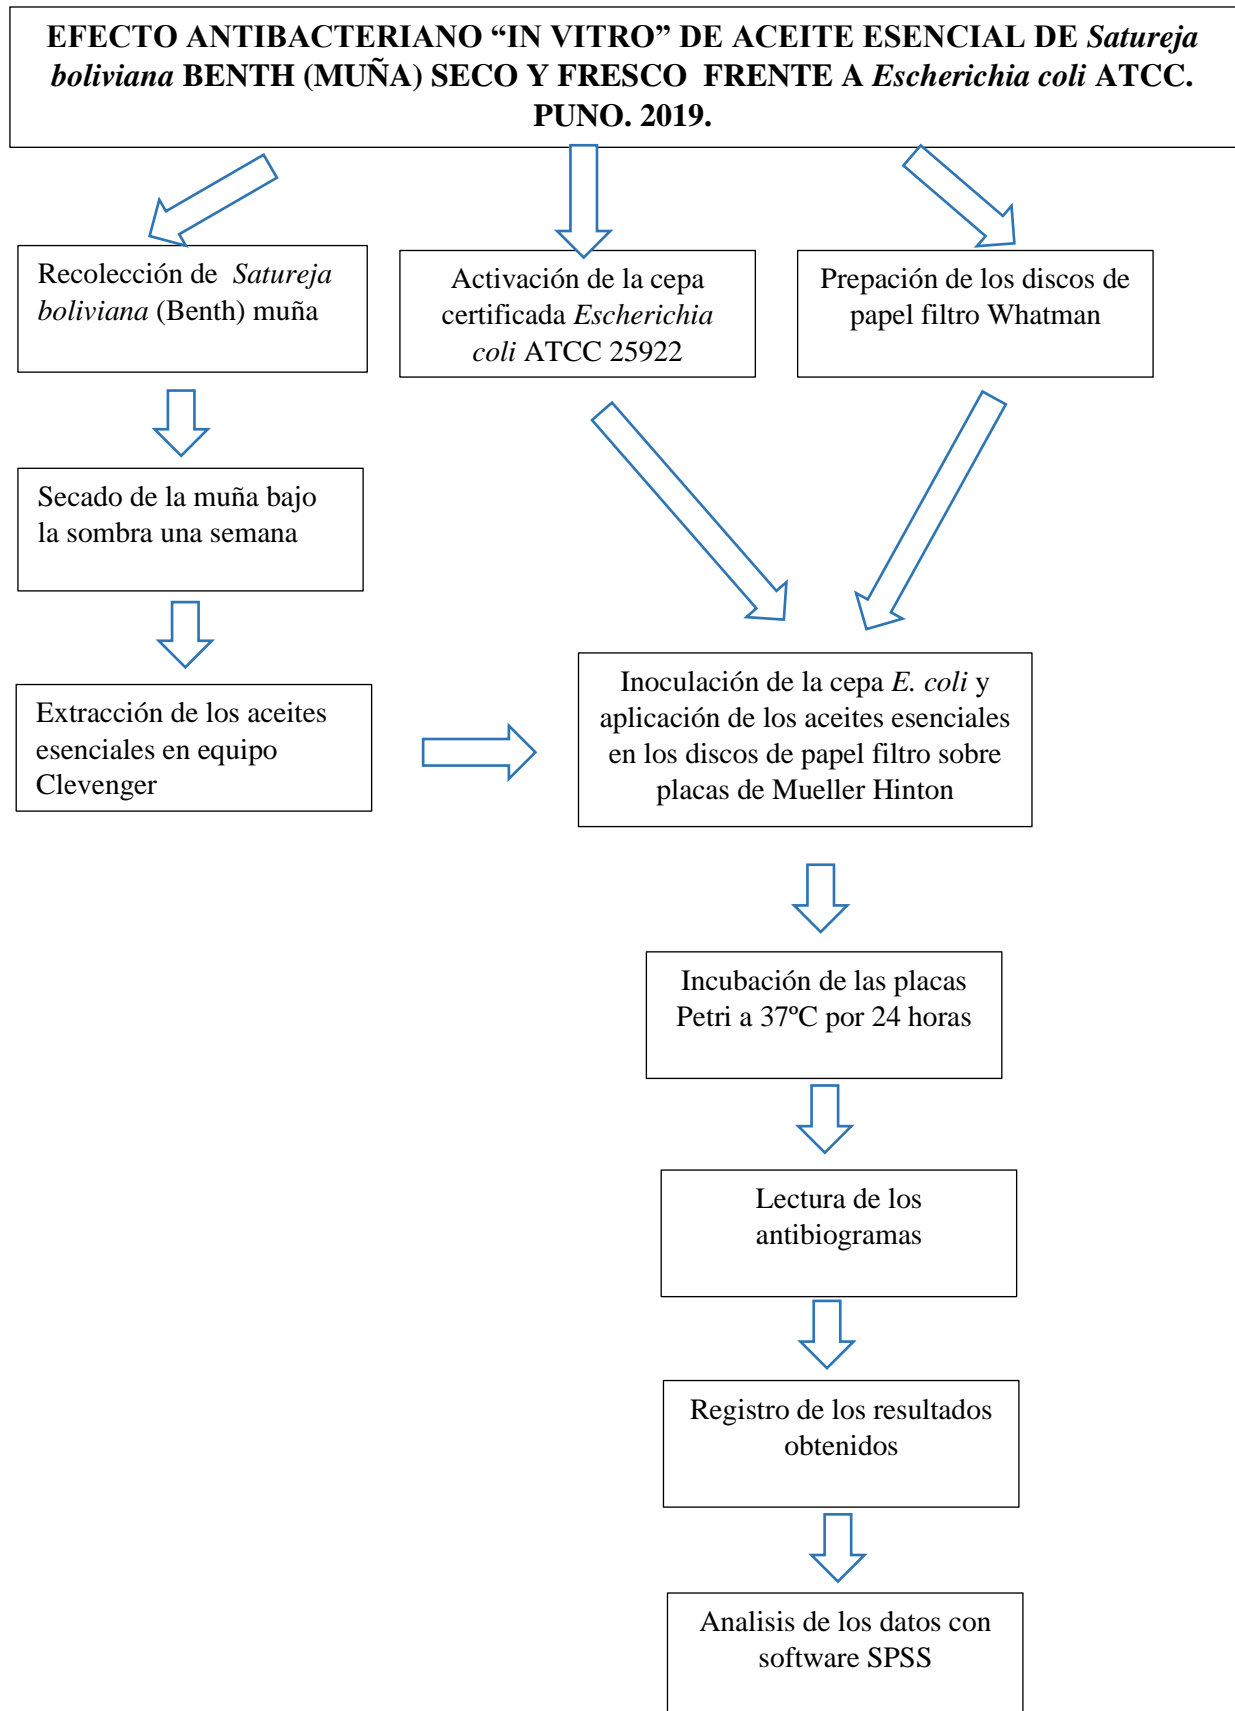 EFECTO ANTIBACTERIANO “IN VITRO” DE ACEITE ESENCIAL DE Satureja
boliviana BENTH (MUÑA) SECO Y FRESCO FRENTE A Escherichia coli ATCC.
PUNO. 2019.
Recolección de Satureja
boliviana (Benth) muña
Activación de la cepa
certificada Escherichia
coli ATCC 25922
Prepación de los discos de
papel filtro Whatman
Secado de la muña bajo
la sombra una semana
Extracción de los aceites
esenciales en equipo
Clevenger
Inoculación de la cepa E. coli y
aplicación de los aceites esenciales
en los discos de papel filtro sobre
placas de Mueller Hinton
Incubación de las placas
Petri a 37ºC por 24 horas
Lectura de los
antibiogramas
Registro de los resultados
obtenidos
Analisis de los datos con
software SPSS